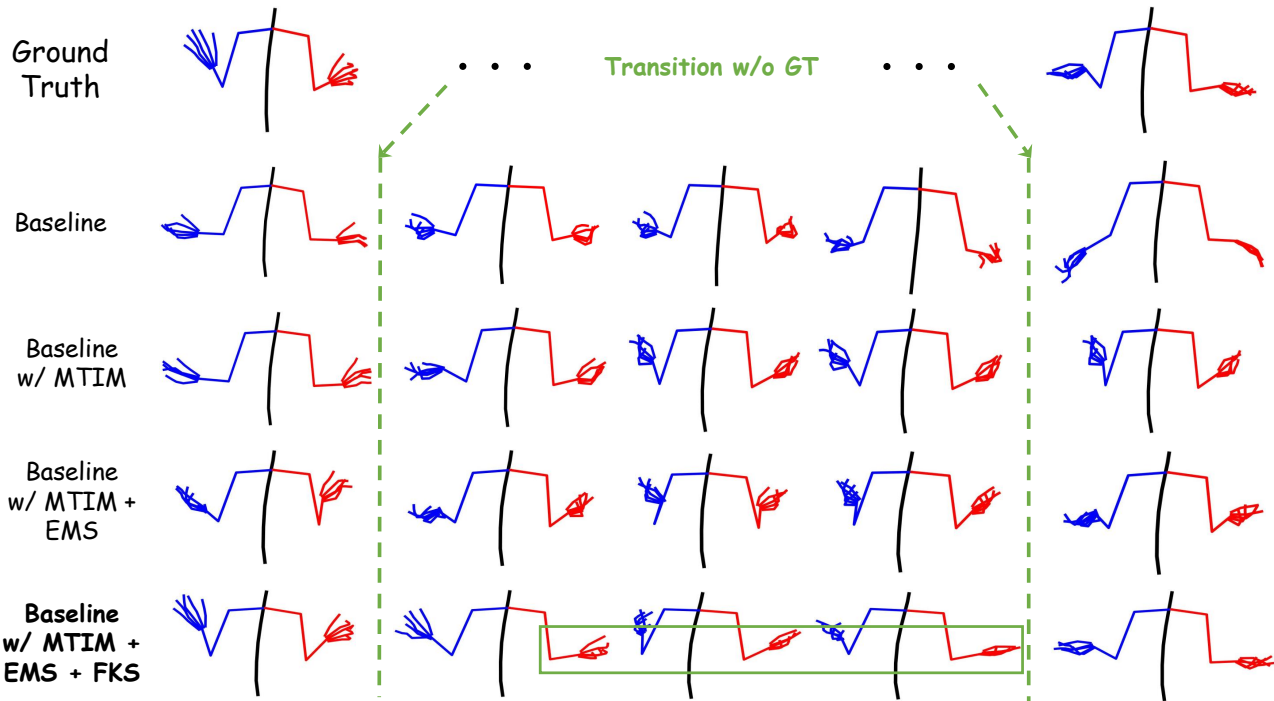 Ground
Truth
. . . Transition w/o GT . . .
Baseline
Baseline
w/ MTIM
Baseline
w/ MTIM +
EMS
Baseline
w/ MTIM +
EMS + FKS